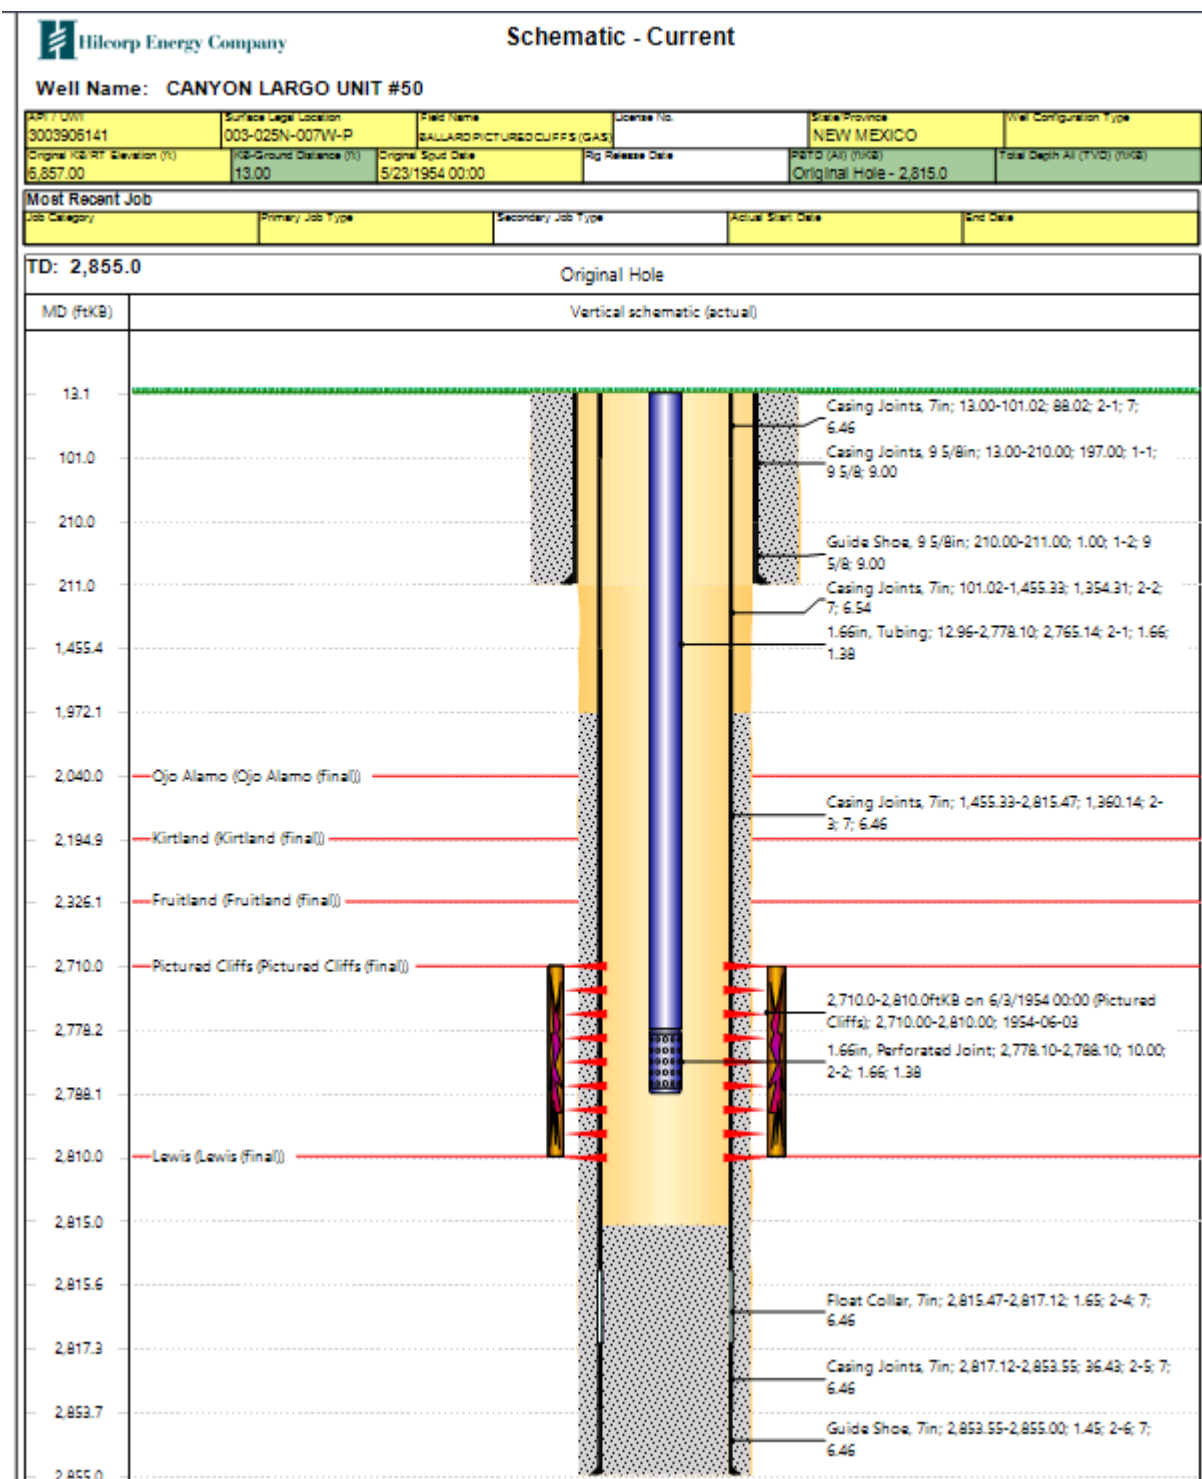 Hilcorp Energy Company
Schematic - Current
Well Name: CANYON LARGO UNIT #50
API / UWI
Surface Legal Location
Field Name
License No.
State/Province
Well Configuration Type
3003906141
003-025N-007W-P
BALLARD PICTURED CLIFFS (GAS)
NEW MEXICO
Original KB/RT Elevation (ft)
KB-Ground Distance (ft)
Original Spud Date
Rig Release Date
PBTD (All) (ftKB)
Total Depth All (TVD) (ftKB)
6,857.00
13.00
5/23/1954 00:00
Original Hole - 2,815.0
Most Recent Job
Job Category
Primary Job Type
Secondary Job Type
Actual Start Date
End Date
TD: 2,855.0
Original Hole
MD (ftKB)
Vertical schematic (actual)
13.1
Casing Joints, 7in; 13.00-101.02; 88.02; 2-1; 7;
6.46
101.0
Casing Joints, 9 5/8in; 13.00-210.00; 197.00; 1-1;
9 5/8; 9.00
210.0
Guide Shoe, 9 5/8in; 210.00-211.00; 1.00; 1-2; 9
5/8; 9.00
211.0
Casing Joints, 7in; 101.02-1,455.33; 1,354.31; 2-2;
7; 6.54
1.66in, Tubing; 12.96-2,778.10; 2,765.14; 2-1; 1.66;
1.38
1,455.4
1,972.1
2,040.0
Ojo Alamo (Ojo Alamo (final))
Casing Joints, 7in; 1,455.33-2,815.47; 1,360.14; 2-
3; 7; 6.46
2,194.9
Kirtland (Kirtland (final))
2,326.1
Fruitland (Fruitland (final))
2,710.0
Pictured Cliffs (Pictured Cliffs (final))
2,710.0-2,810.0ftKB on 6/3/1954 00:00 (Pictured
Cliffs); 2,710.00-2,810.00; 1954-06-03
2,778.2
1.66in, Perforated Joint; 2,778.10-2,788.10; 10.00;
2-2; 1.66; 1.38
2,788.1
2,810.0
Lewis (Lewis (final))
2,815.0
2,815.6
Float Collar, 7in; 2,815.47-2,817.12; 1.65; 2-4; 7;
6.46
2,817.3
Casing Joints, 7in; 2,817.12-2,853.55; 36.43; 2-5; 7;
6.46
2,853.7
Guide Shoe, 7in; 2,853.55-2,855.00; 1.45; 2-6; 7;
6.46
2,855.0